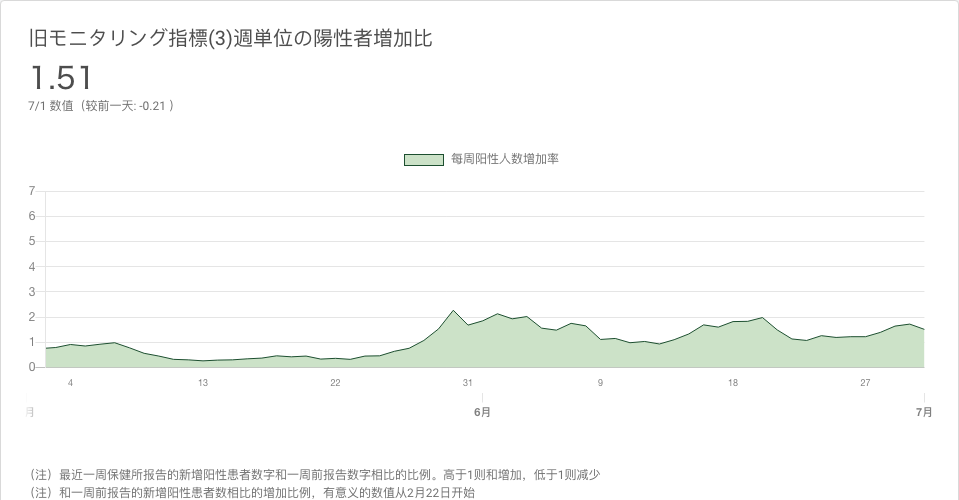 旧モニタリング指標(3)週単位の陽性者増加比
1.51
7/1 数值（较前一天: -0.21 ）
每周阳性人数增加率
7
6
5
4
3
2
1
0
4 13 22 31 9 18 27
月 6月 7月
（注）最近一周保健所报告的新增阳性患者数字和一周前报告数字相比的比例。高于1则和增加，低于1则减少
（注）和一周前报告的新增阳性患者数相比的增加比例，有意义的数值从2月22日开始